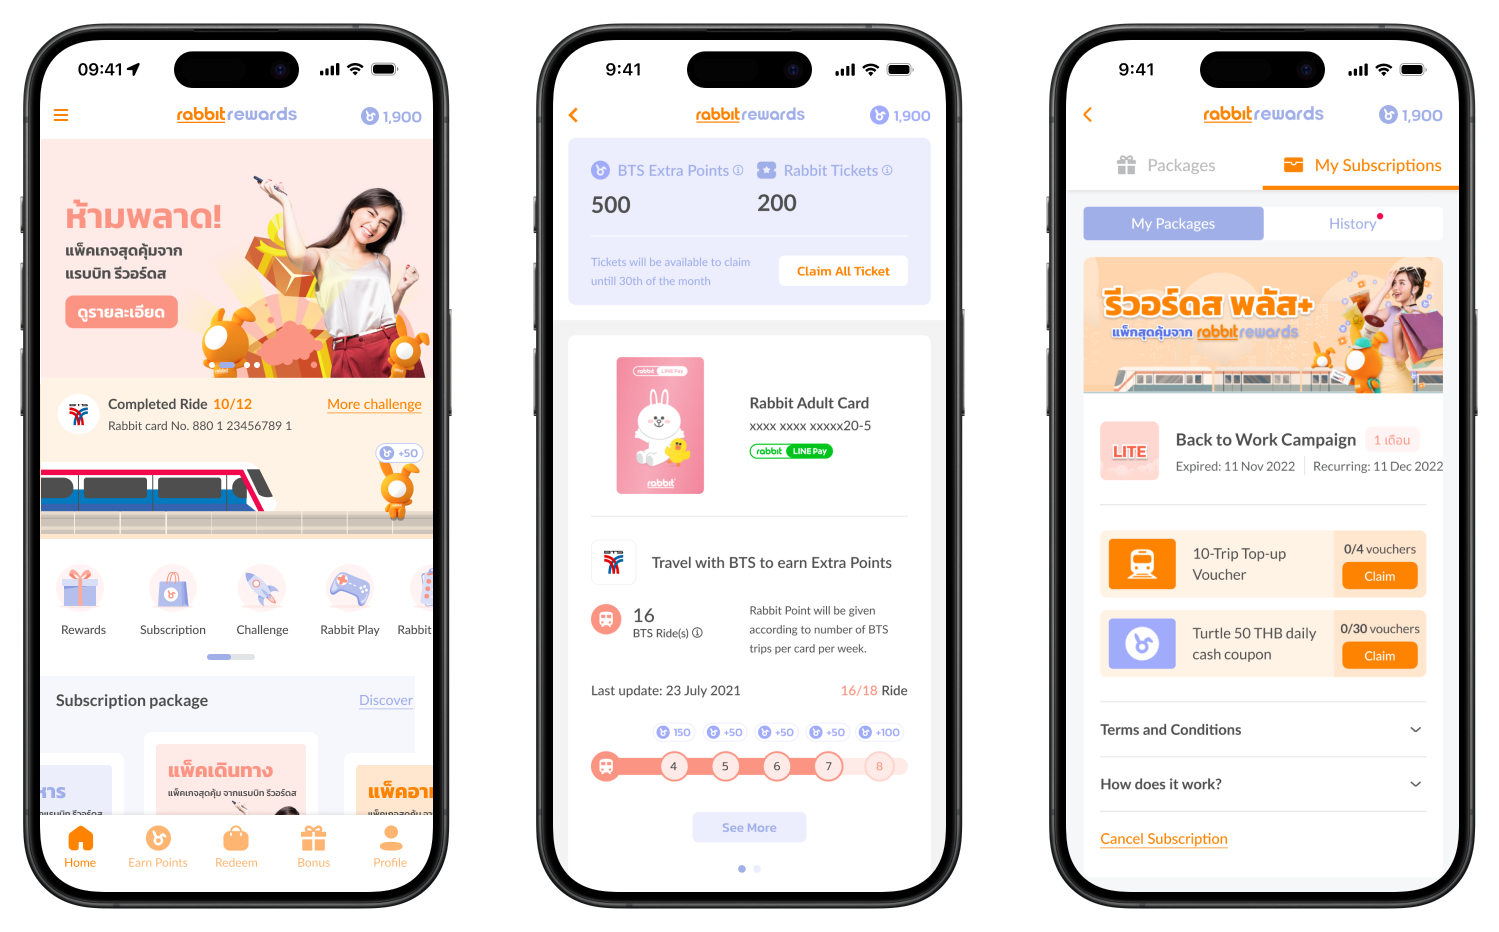 09:41
rabbit rewards
1,900
ห้ามพลาด!
แพ็คเกจสุดคุ้มจาก
แรบบิท รีวอร์ดส
ดูรายละเอียด
BTS
Completed Ride 10/12
More challenge
Rabbit card No. 880 1 23456789 1
+50
Rewards
Subscription
Challenge
Rabbit Play
Rabbit
Subscription package
Discover
หาร
แพ็คเดินทาง
แพ็คเกจสุดคุ้ม จากแรบบิท รีวอร์ดส
แพ็คอา
Home
Earn Points
Redeem
Bonus
Profile
9:41
rabbit rewards
1,900
BTS Extra Points
Rabbit Tickets
500
200
Tickets will be available to claim
untill 30th of the month
Claim All Ticket
rabbit LINE Pay
rabbit
Rabbit Adult Card
xxxx xxxx xxxxx20-5
rabbit LINE Pay
BTS
Travel with BTS to earn Extra Points
16
BTS Ride(s)
Rabbit Point will be given
according to number of BTS
trips per card per week.
Last update: 23 July 2021
16/18 Ride
150
+50
+50
+50
+100
4
5
6
7
8
See More
9:41
rabbit rewards
1,900
Packages
My Subscriptions
My Packages
History
รีวอร์ดส พลัส+
แพ็กสุดคุ้มจาก rabbit rewards
LITE
Back to Work Campaign
1 เดือน
Expired: 11 Nov 2022
Recurring: 11 Dec 2022
10-Trip Top-up
Voucher
0/4 vouchers
Claim
Turtle 50 THB daily
cash coupon
0/30 vouchers
Claim
Terms and Conditions
How does it work?
Cancel Subscription